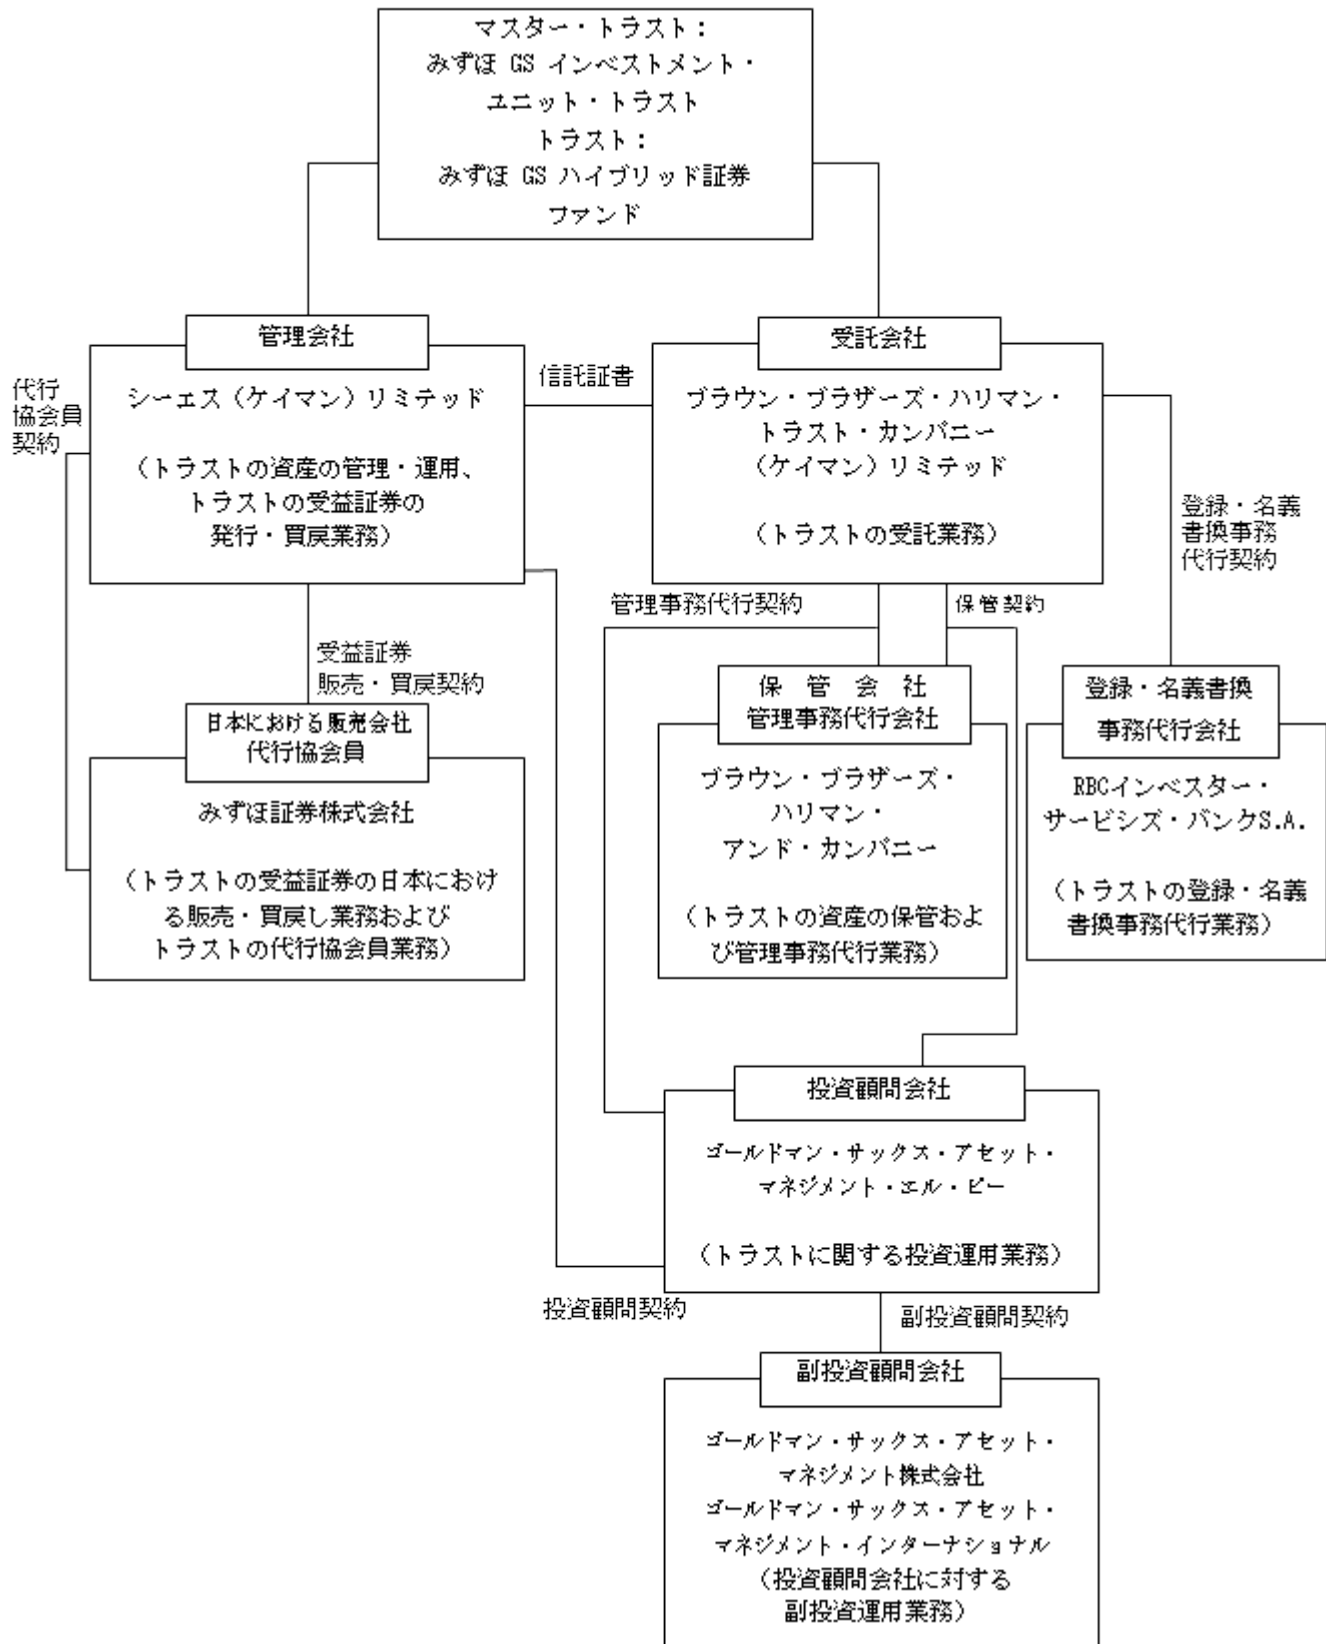 マスター・トラスト：
みずほ GS インベストメント・
ユニット・トラスト
トラスト：
みずほ GS ハイブリッド証券
ファンド
管理会社
シーエス（ケイマン）リミテッド
（トラストの資産の管理・運用、
トラストの受益証券の
発行・買戻業務）
代行
協会員
契約
信託証書
受託会社
ブラウン・ブラザーズ・ハリマン・
トラスト・カンパニー
（ケイマン）リミテッド
（トラストの受託業務）
登録・名義
書換事務
代行契約
管理事務代行契約
保管契約
受益証券
販売・買戻契約
日本における販売会社
代行協会員
みずほ証券株式会社
（トラストの受益証券の日本におけ
る販売・買戻し業務および
トラストの代行協会員業務）
保管会社
管理事務代行会社
ブラウン・ブラザーズ・
ハリマン・
アンド・カンパニー
（トラストの資産の保管およ
び管理事務代行業務）
登録・名義書換
事務代行会社
RBCインベスター・
サービシズ・バンクS.A.
（トラストの登録・名義
書換事務代行業務）
投資顧問会社
ゴールドマン・サックス・アセット・
マネジメント・エル・ピー
（トラストに関する投資運用業務）
投資顧問契約
副投資顧問契約
副投資顧問会社
ゴールドマン・サックス・アセット・
マネジメント株式会社
ゴールドマン・サックス・アセット・
マネジメント・インターナショナル
（投資顧問会社に対する
副投資運用業務）